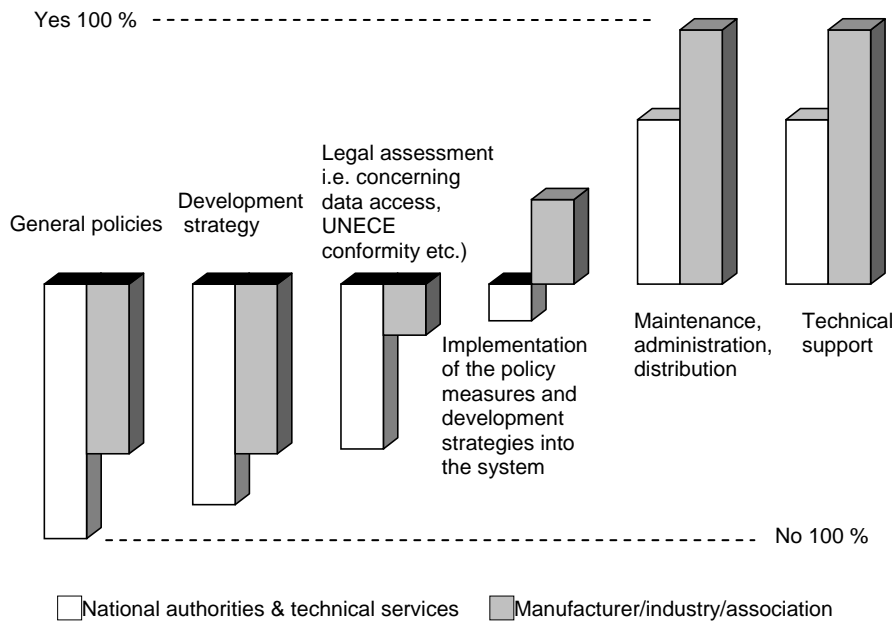 Yes 100 %
General policies
Development
strategy
Legal assessment
i.e. concerning
data access,
UNECE
conformity etc.)
Implementation
of the policy
measures and
development
strategies into
the system
Maintenance,
administration,
distribution
Technical
support
No 100 %
National authorities & technical services
Manufacturer/industry/association